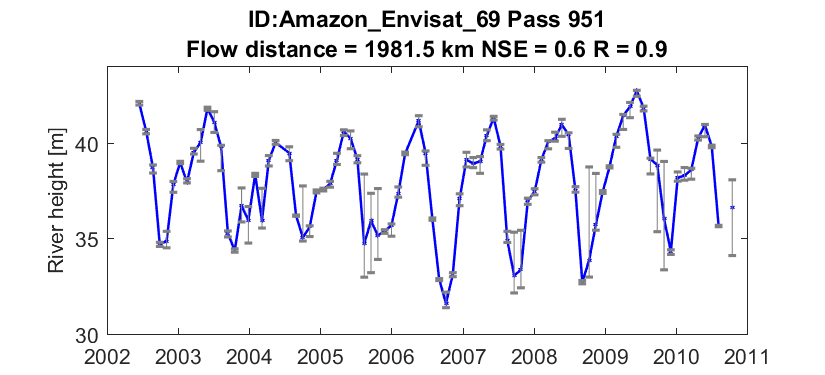 ID:Amazon_Envisat_69 Pass 951
Flow distance = 1981.5 km NSE = 0.6 R = 0.9
River height [m]
40
35
30
2002 2003 2004 2005 2006 2007 2008 2009 2010 2011